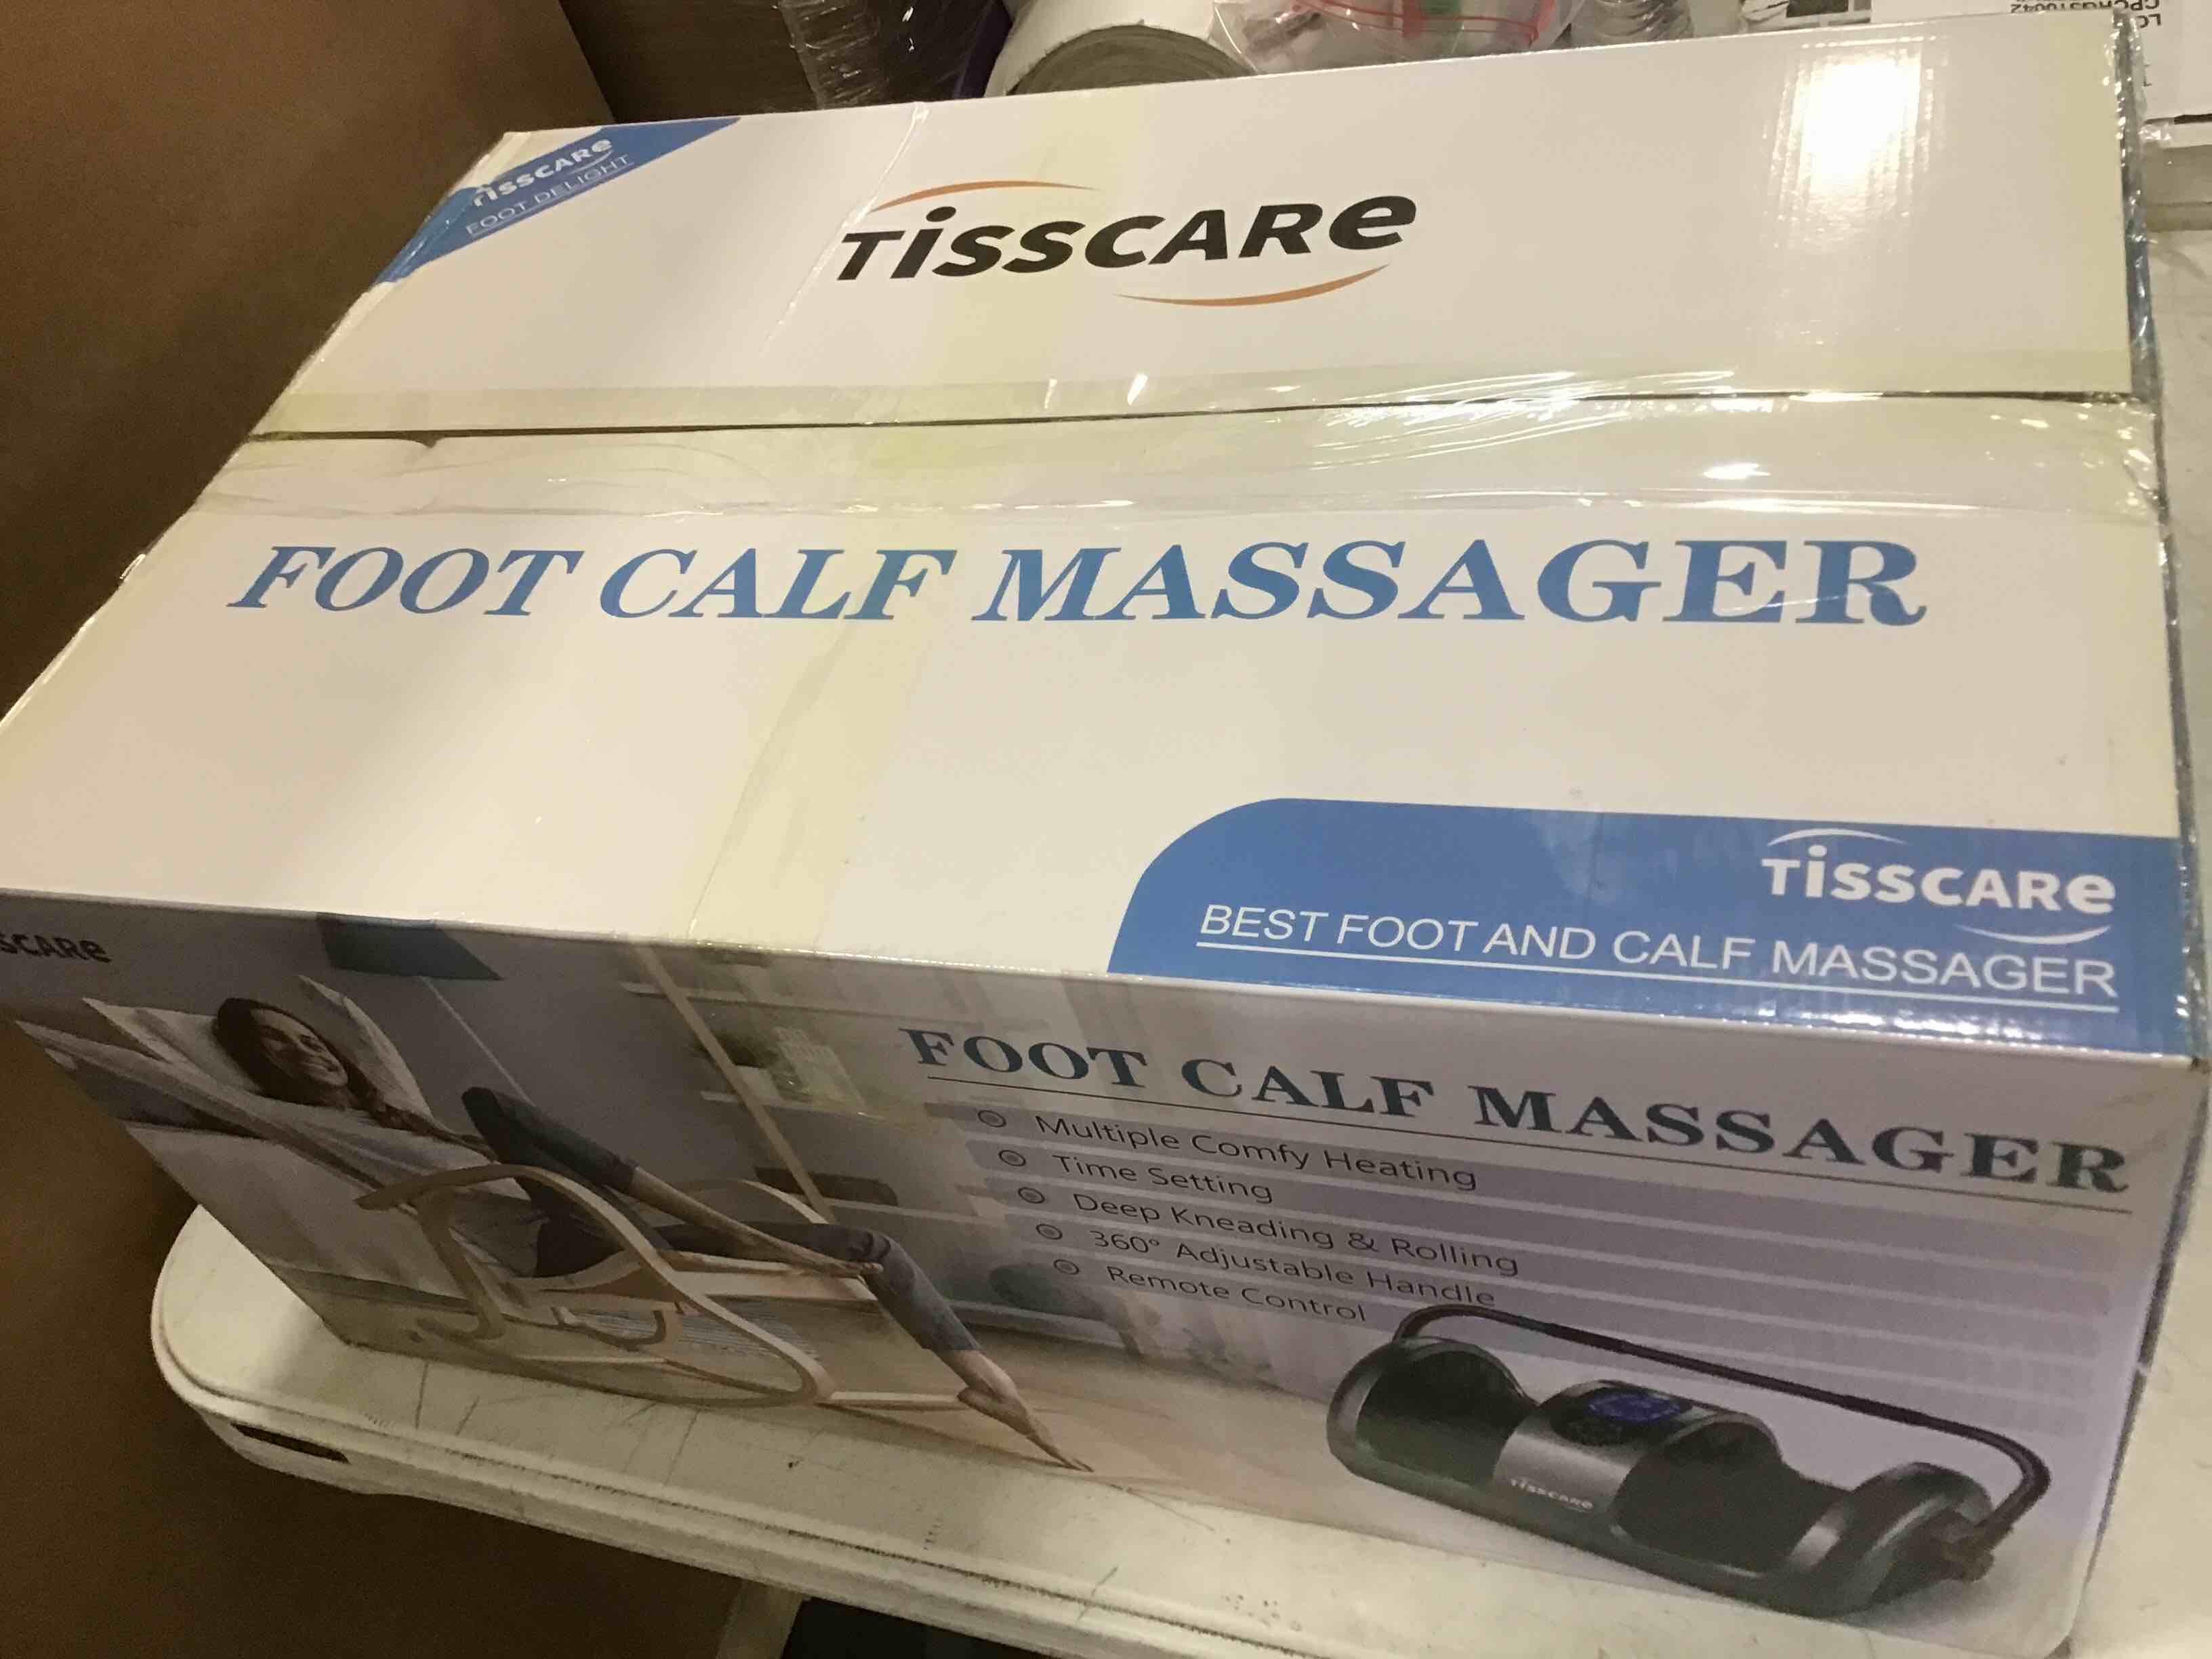 TISSCARE
FOOT DELIGHT
TISSCARE
FOOT CALF MASSAGER
TISSCARE
BEST FOOT AND CALF MASSAGER
SCARE
FOOT CALF MASSAGER
Multiple Comfy Heating
Time Setting
Deep Kneading & Rolling
360° Adjustable Handle
Remote Control
TISSCARE